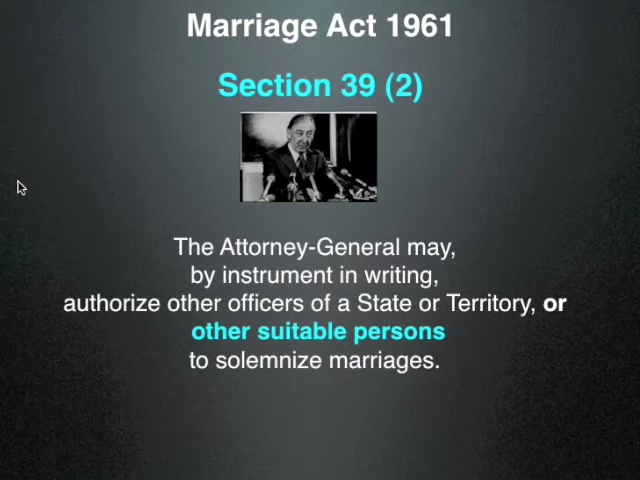 Marriage Act 1961
Section 39 (2)
The Attorney-General may,
by instrument in writing,
authorize other officers of a State or Territory, or
other suitable persons
to solemnize marriages.